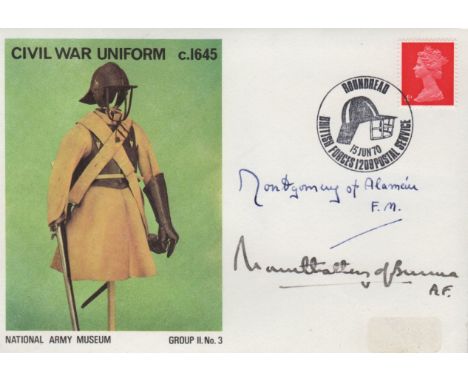 CIVIL WAR UNIFORM c.1645
ROUNDHEAD
15 JUN 70
BRITISH FORCES 1209 POSTAL SERVICE
Montgomery of Alamein
F.M.
Mountbatten of Burma
A.F.
NATIONAL ARMY MUSEUM GROUP II. No. 3